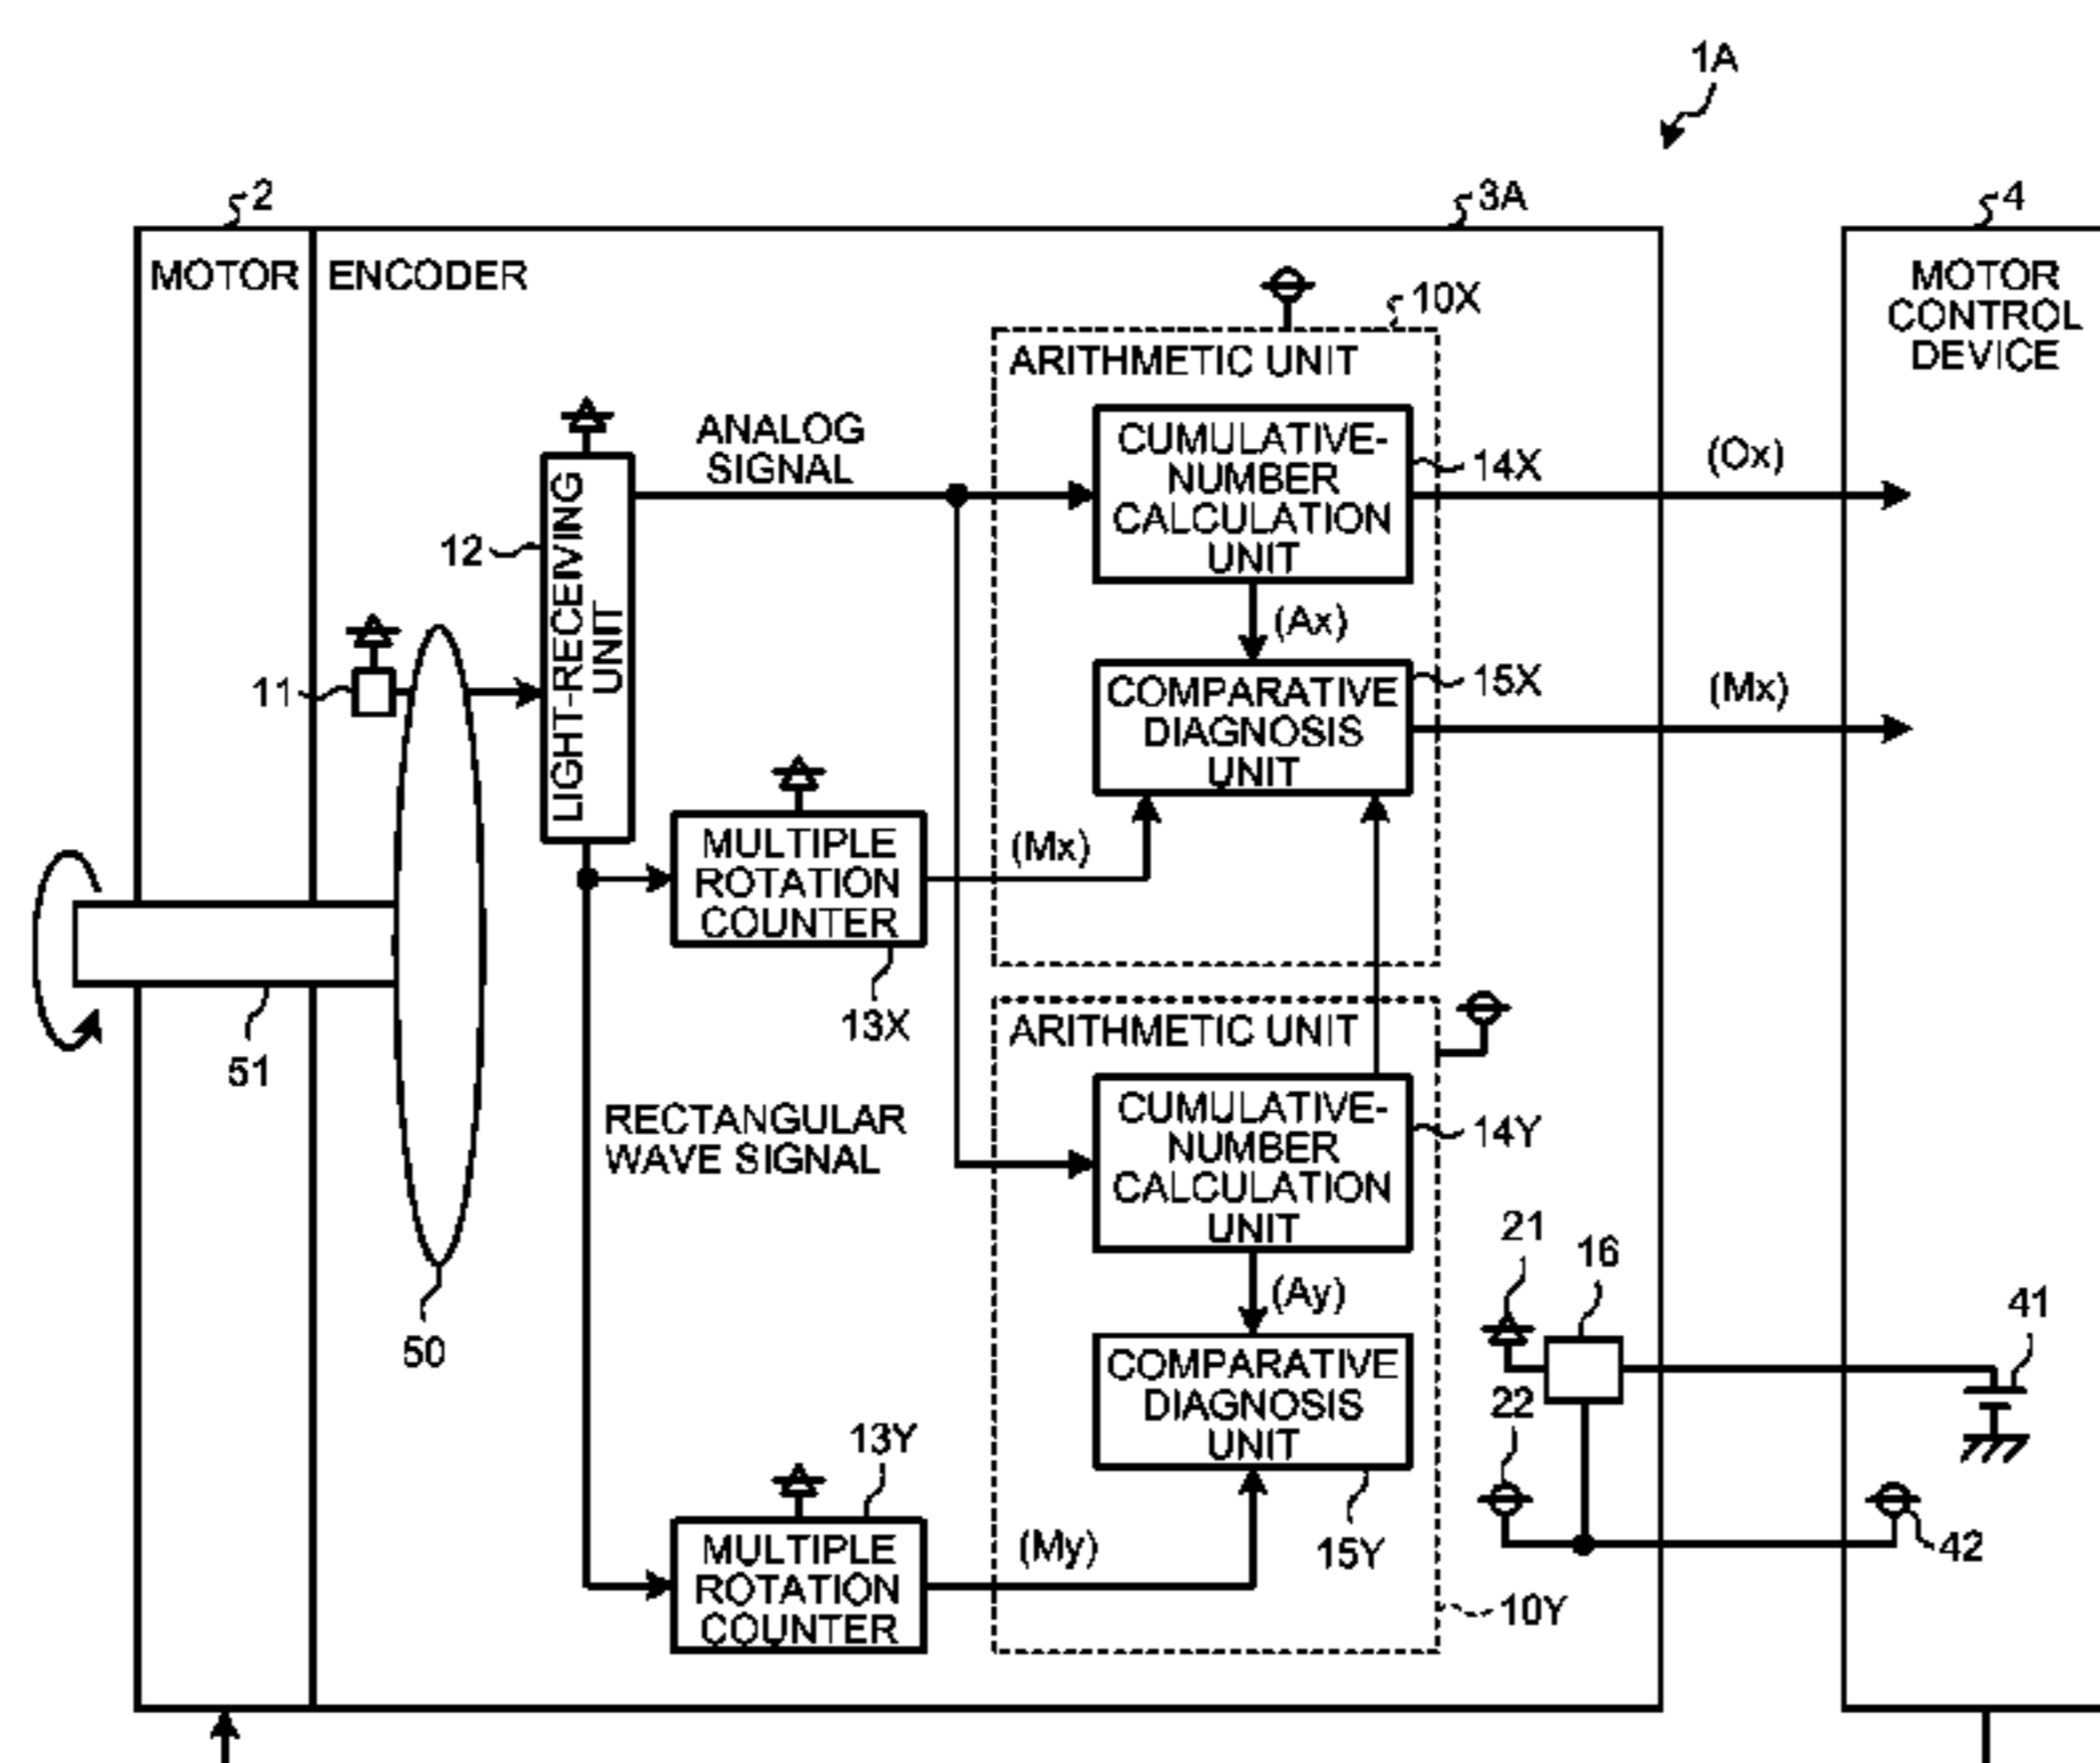 1A
2
3A
4
MOTOR
ENCODER
MOTOR
CONTROL
DEVICE
10X
ARITHMETIC UNIT
ANALOG
SIGNAL
CUMULATIVE-
NUMBER
CALCULATION
UNIT
14X
(Ox)
12
LIGHT-RECEIVING
UNIT
(Ax)
11
COMPARATIVE
DIAGNOSIS
UNIT
15X
(Mx)
MULTIPLE
ROTATION
COUNTER
(Mx)
13X
51
ARITHMETIC UNIT
RECTANGULAR
WAVE SIGNAL
CUMULATIVE-
NUMBER
CALCULATION
UNIT
14Y
21
16
(Ay)
41
50
COMPARATIVE
DIAGNOSIS
UNIT
22
13Y
15Y
42
MULTIPLE
ROTATION
COUNTER
(My)
10Y